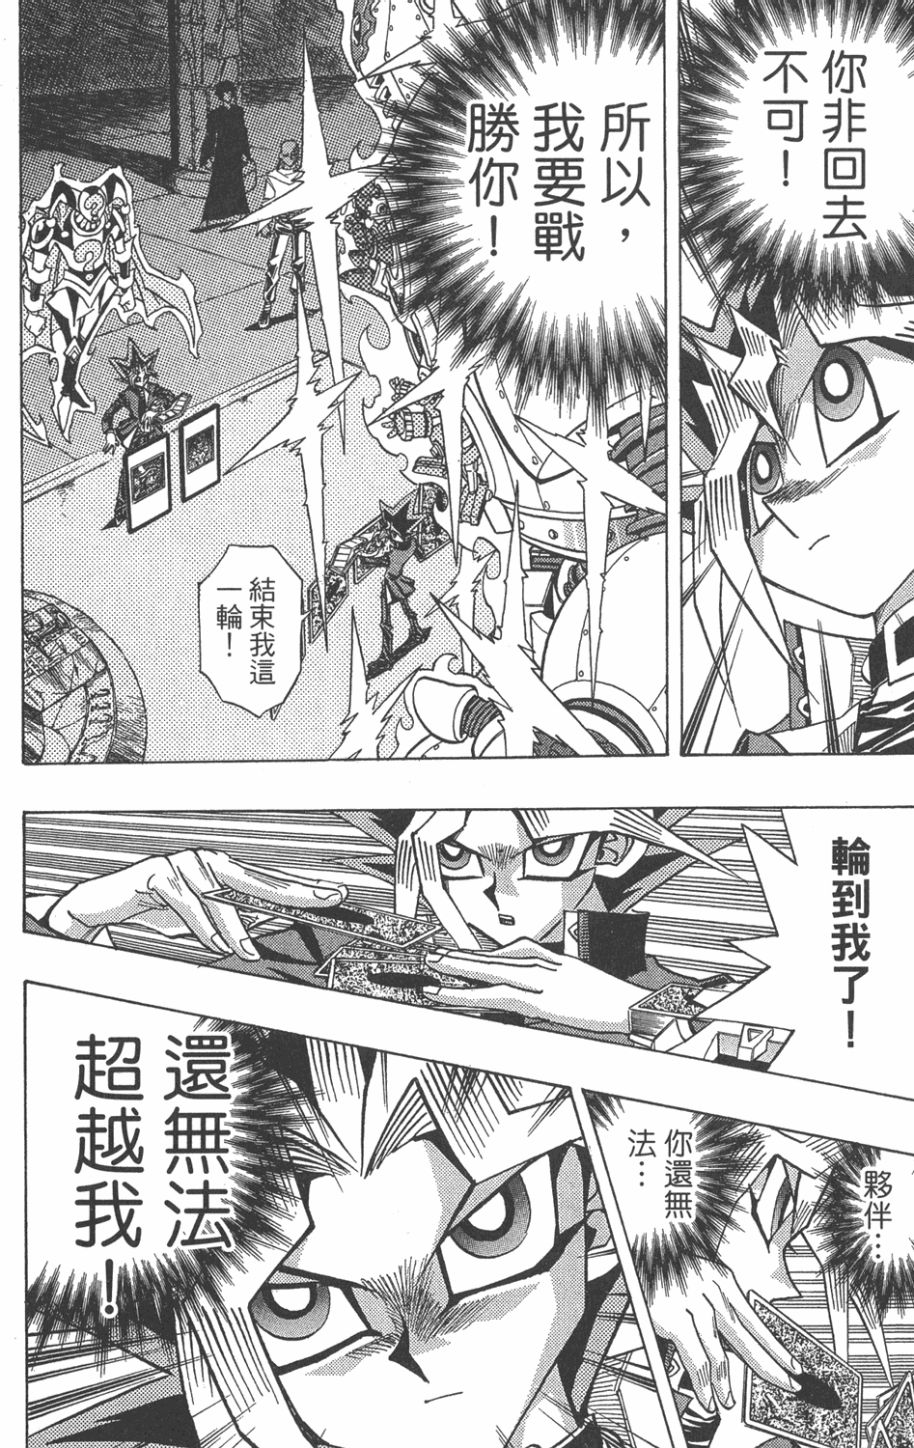 你非回去
不可！
所以，
我要戰
勝你！
結束我這
一輪！
輪到我了！
夥伴…
你還無
法…
還無法
超越我！